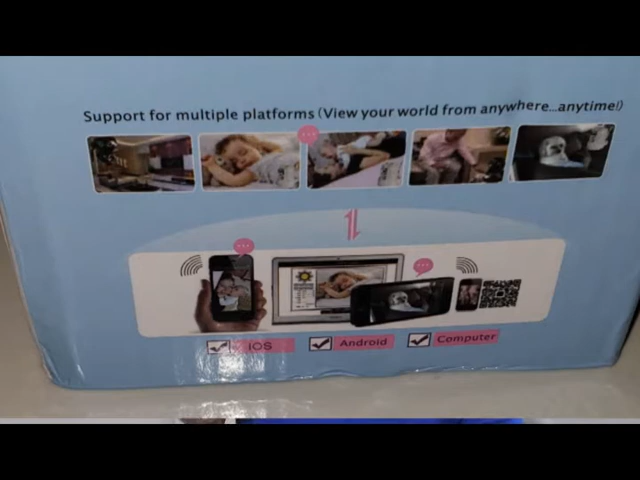 Support for multiple platforms (View your world from anywhere...anytime!)
iOS
Android
Computer